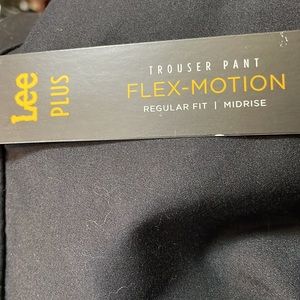 Lee
PLUS
TROUSER PANT
FLEX-MOTION
REGULAR FIT | MIDRISE